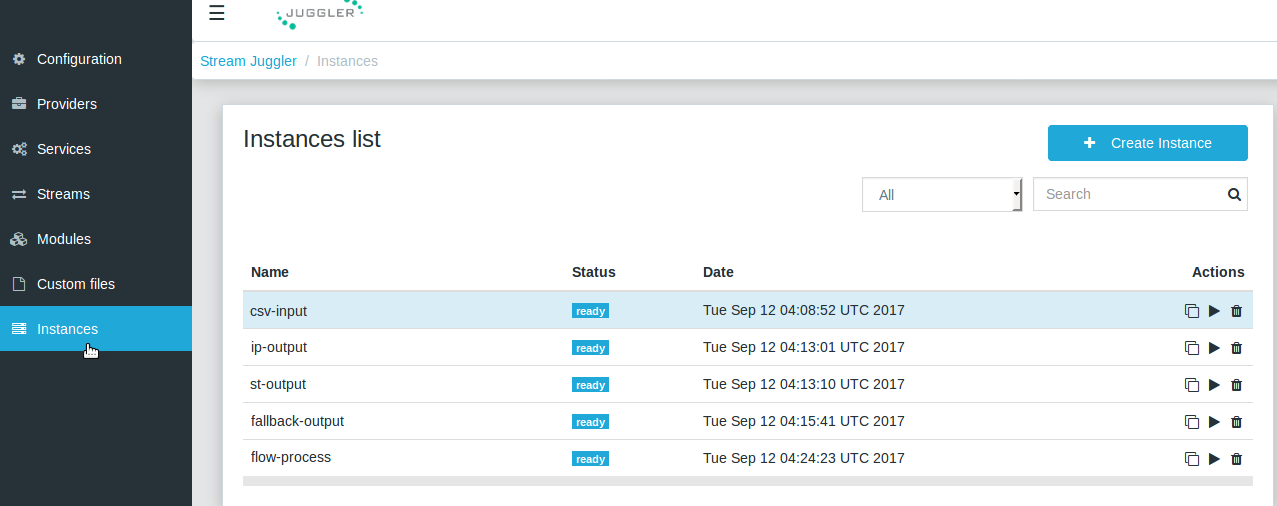 JUGGLER
Stream Juggler / Instances
Configuration
Providers
Services
Streams
Modules
Custom files
Instances
Instances list
Create Instance
All
Search
Name Status Date Actions
csv-input ready Tue Sep 12 04:08:52 UTC 2017
ip-output ready Tue Sep 12 04:13:01 UTC 2017
st-output ready Tue Sep 12 04:13:10 UTC 2017
fallback-output ready Tue Sep 12 04:15:41 UTC 2017
flow-process ready Tue Sep 12 04:24:23 UTC 2017